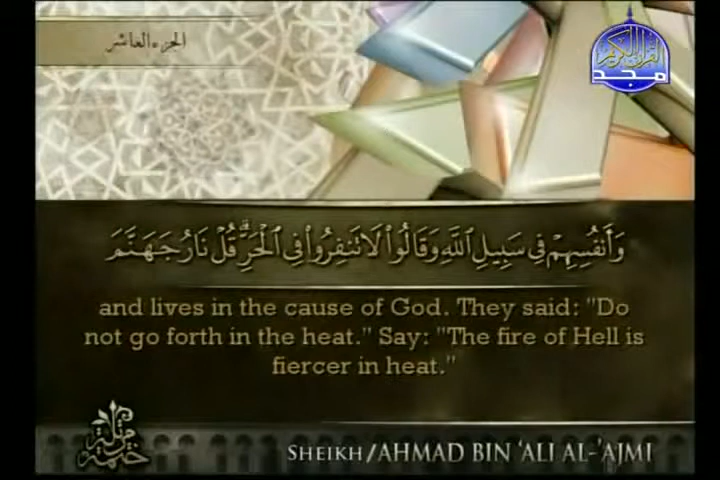 الجزء العاشر
القرآن الكريم
مجد
وَأَنفُسِهِمْ فِي سَبِيلِ اللَّهِ وَقَالُوا لَا تَنفِرُوا فِي الْحَرِّ ۗ قُلْ نَارُ جَهَنَّمَ
and lives in the cause of God. They said: "Do
not go forth in the heat." Say: "The fire of Hell is
fiercer in heat."
ختمة
مرتلة
SHEIKH/AHMAD BIN 'ALI AL-'AJMI